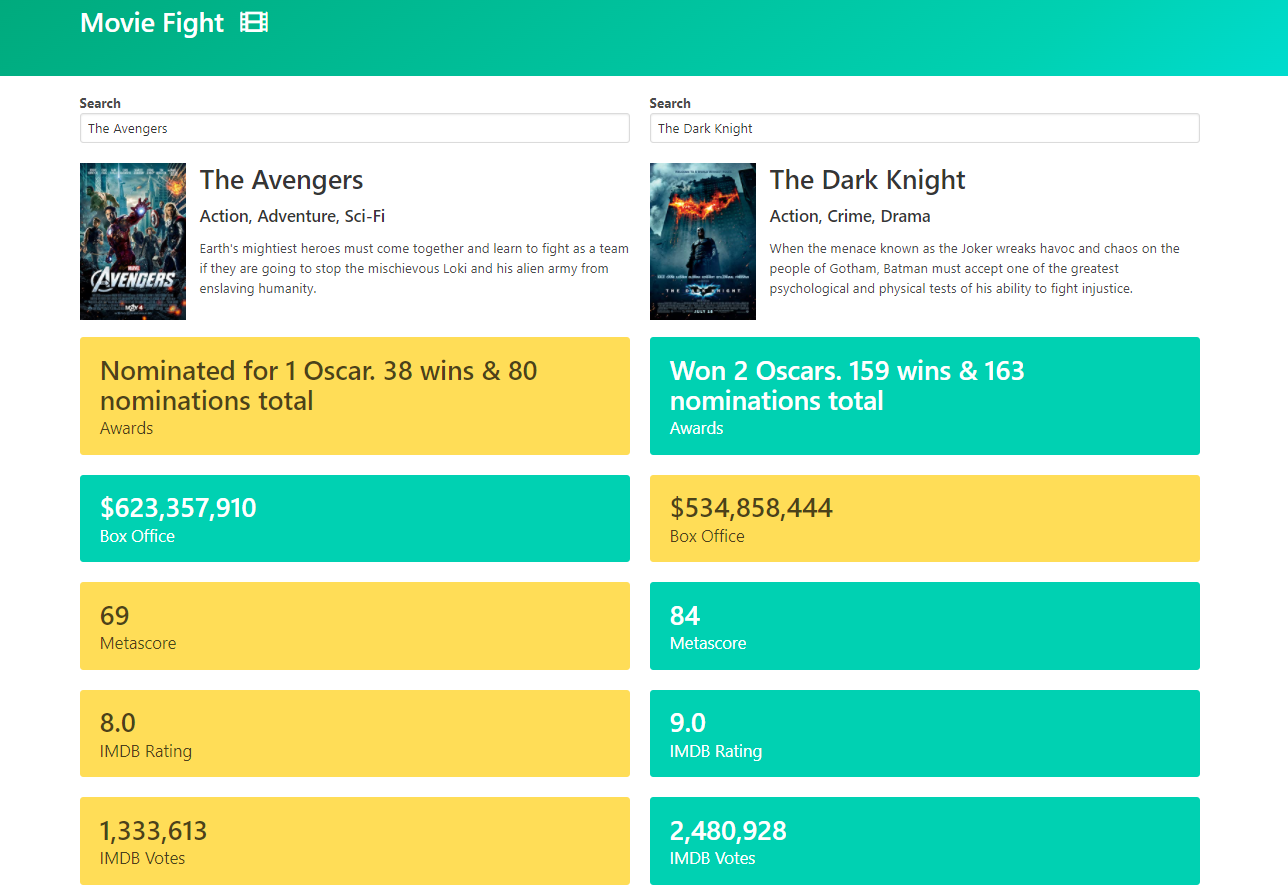 Movie Fight
Search
The Avengers
AVENGERS
The Avengers
Action, Adventure, Sci-Fi
Earth's mightiest heroes must come together and learn to fight as a team
if they are going to stop the mischievous Loki and his alien army from
enslaving humanity.
Nominated for 1 Oscar. 38 wins & 80
nominations total
Awards
$623,357,910
Box Office
69
Metascore
8.0
IMDB Rating
1,333,613
IMDB Votes
Search
The Dark Knight
THE DARK KNIGHT
The Dark Knight
Action, Crime, Drama
When the menace known as the Joker wreaks havoc and chaos on the
people of Gotham, Batman must accept one of the greatest
psychological and physical tests of his ability to fight injustice.
Won 2 Oscars. 159 wins & 163
nominations total
Awards
$534,858,444
Box Office
84
Metascore
9.0
IMDB Rating
2,480,928
IMDB Votes